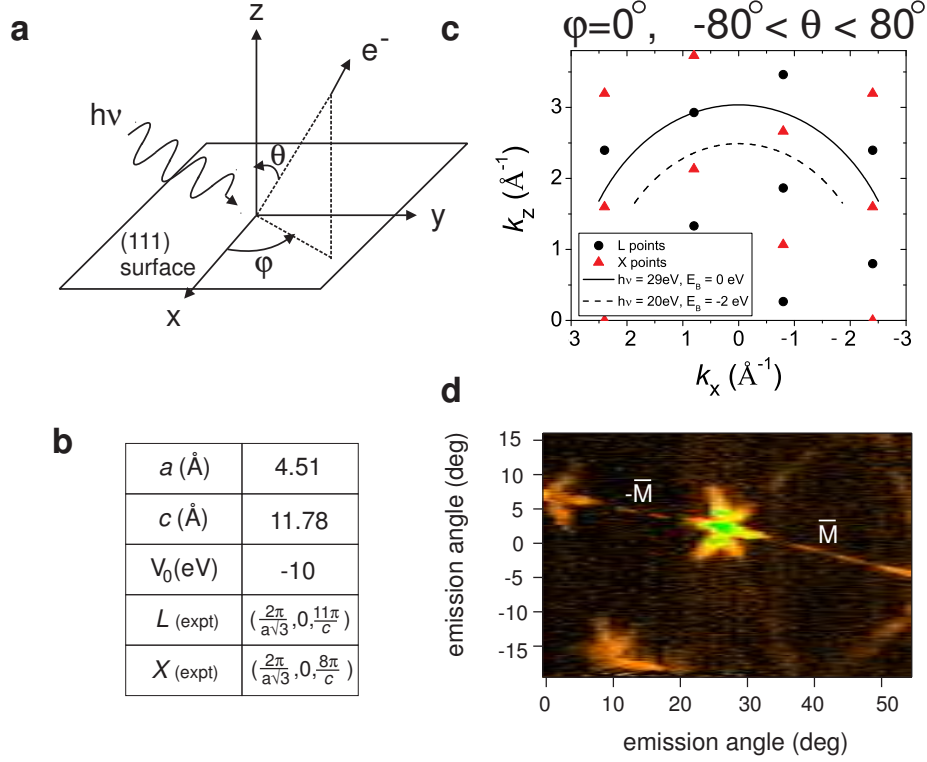 a
z
e-
hν
θ
y
(111)
surface
φ
x
b
a (Å) 4.51
c (Å) 11.78
V₀(eV) -10
L (expt) (2π/a√3,0,11π/c)
X (expt) (2π/a√3,0,8π/c)
c
φ=0°, -80°< θ < 80°
3
2
1
0
kz (Å⁻¹)
L points
X points
hν = 29eV, E_B = 0 eV
hν = 20eV, E_B = -2 eV
3 2 1 0 -1 -2 -3
kx (Å⁻¹)
d
15
10
5
0
-5
-10
-15
emission angle (deg)
-M̅
M̅
0 10 20 30 40 50
emission angle (deg)